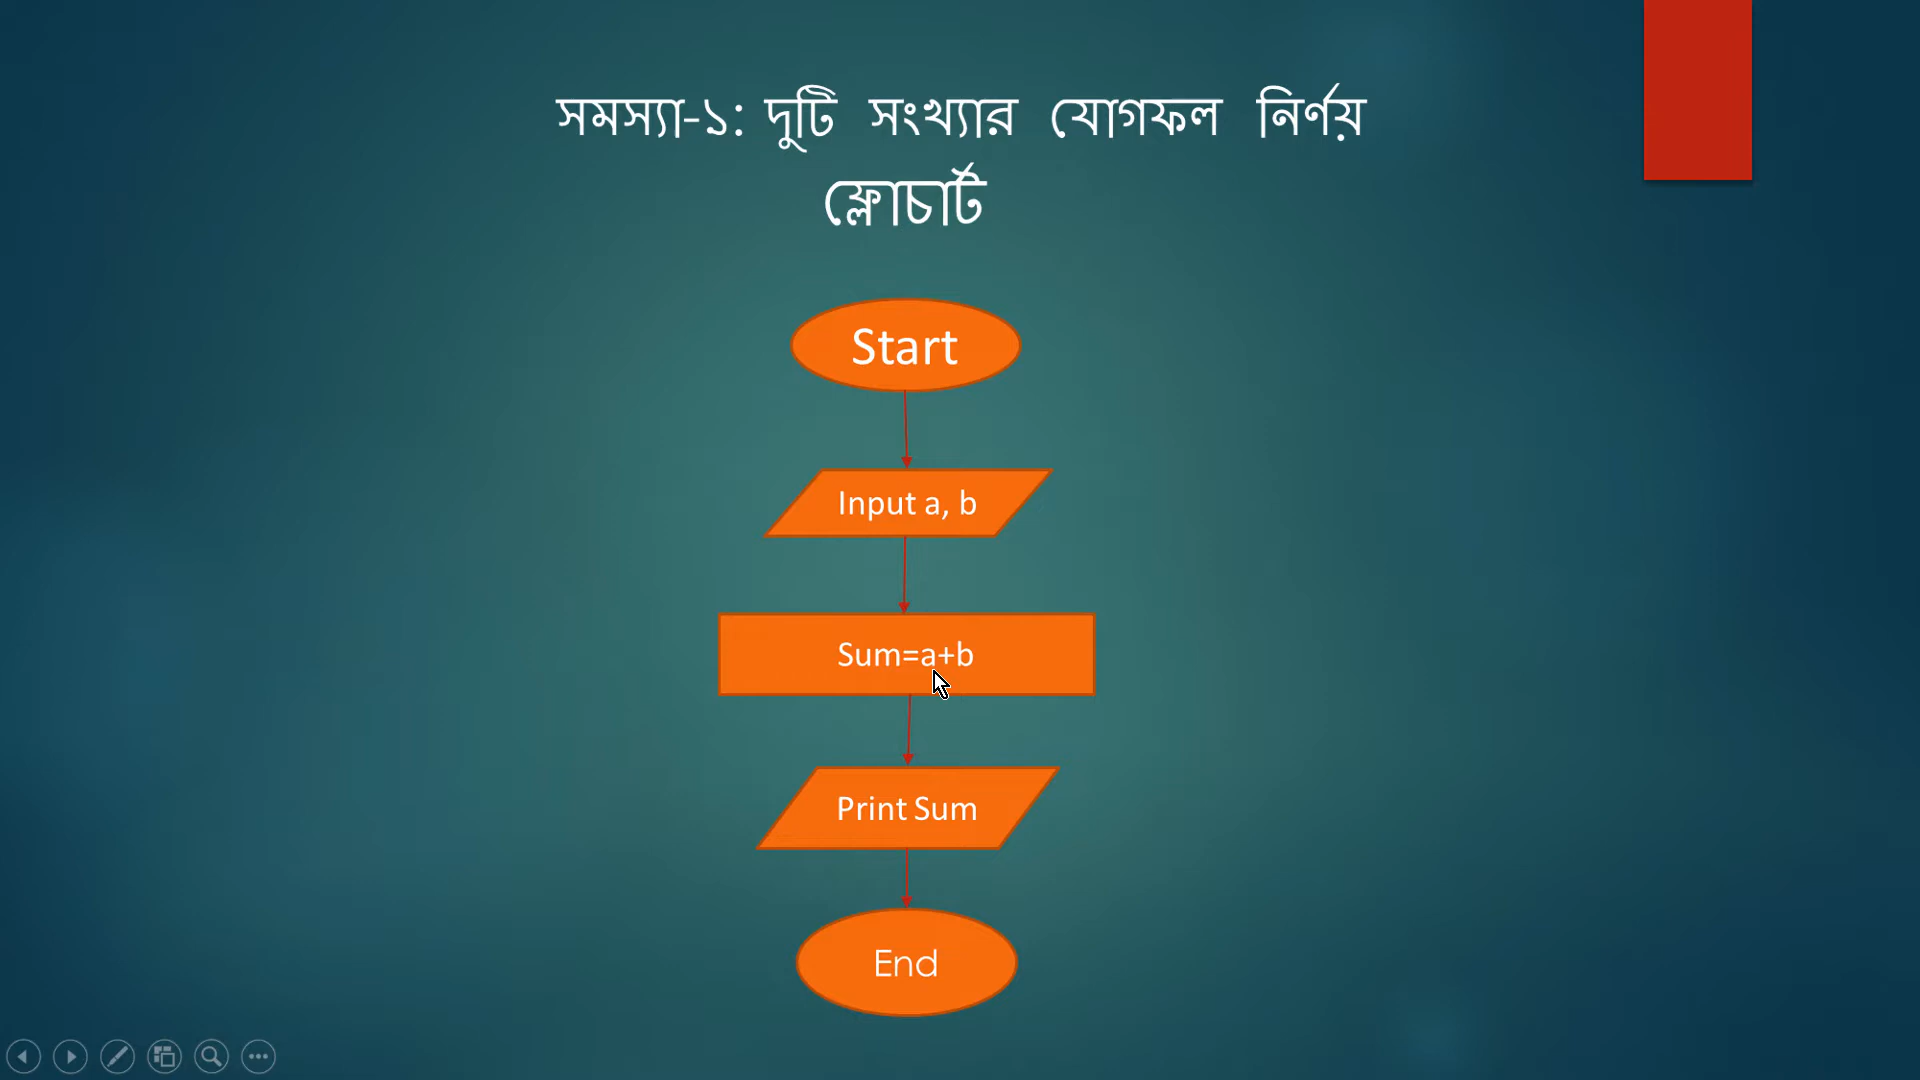 সমস্যা-১: দুটি সংখ্যার যোগফল নির্ণয়
ফ্লোচার্ট
Start
Input a, b
Sum=a+b
Print Sum
End